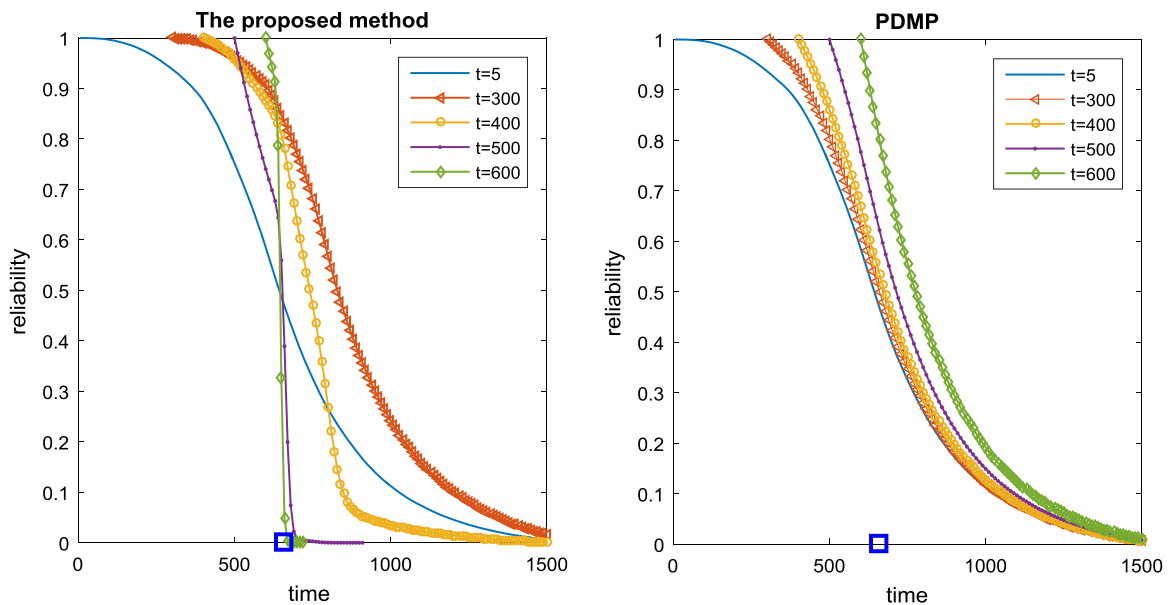 The proposed method
1
0.9
0.8
0.7
0.6
0.5
0.4
0.3
0.2
0.1
0
reliability
0 500 1000 1500
time
t=5
t=300
t=400
t=500
t=600
PDMP
1
0.9
0.8
0.7
0.6
0.5
0.4
0.3
0.2
0.1
0
reliability
0 500 1000 1500
time
t=5
t=300
t=400
t=500
t=600